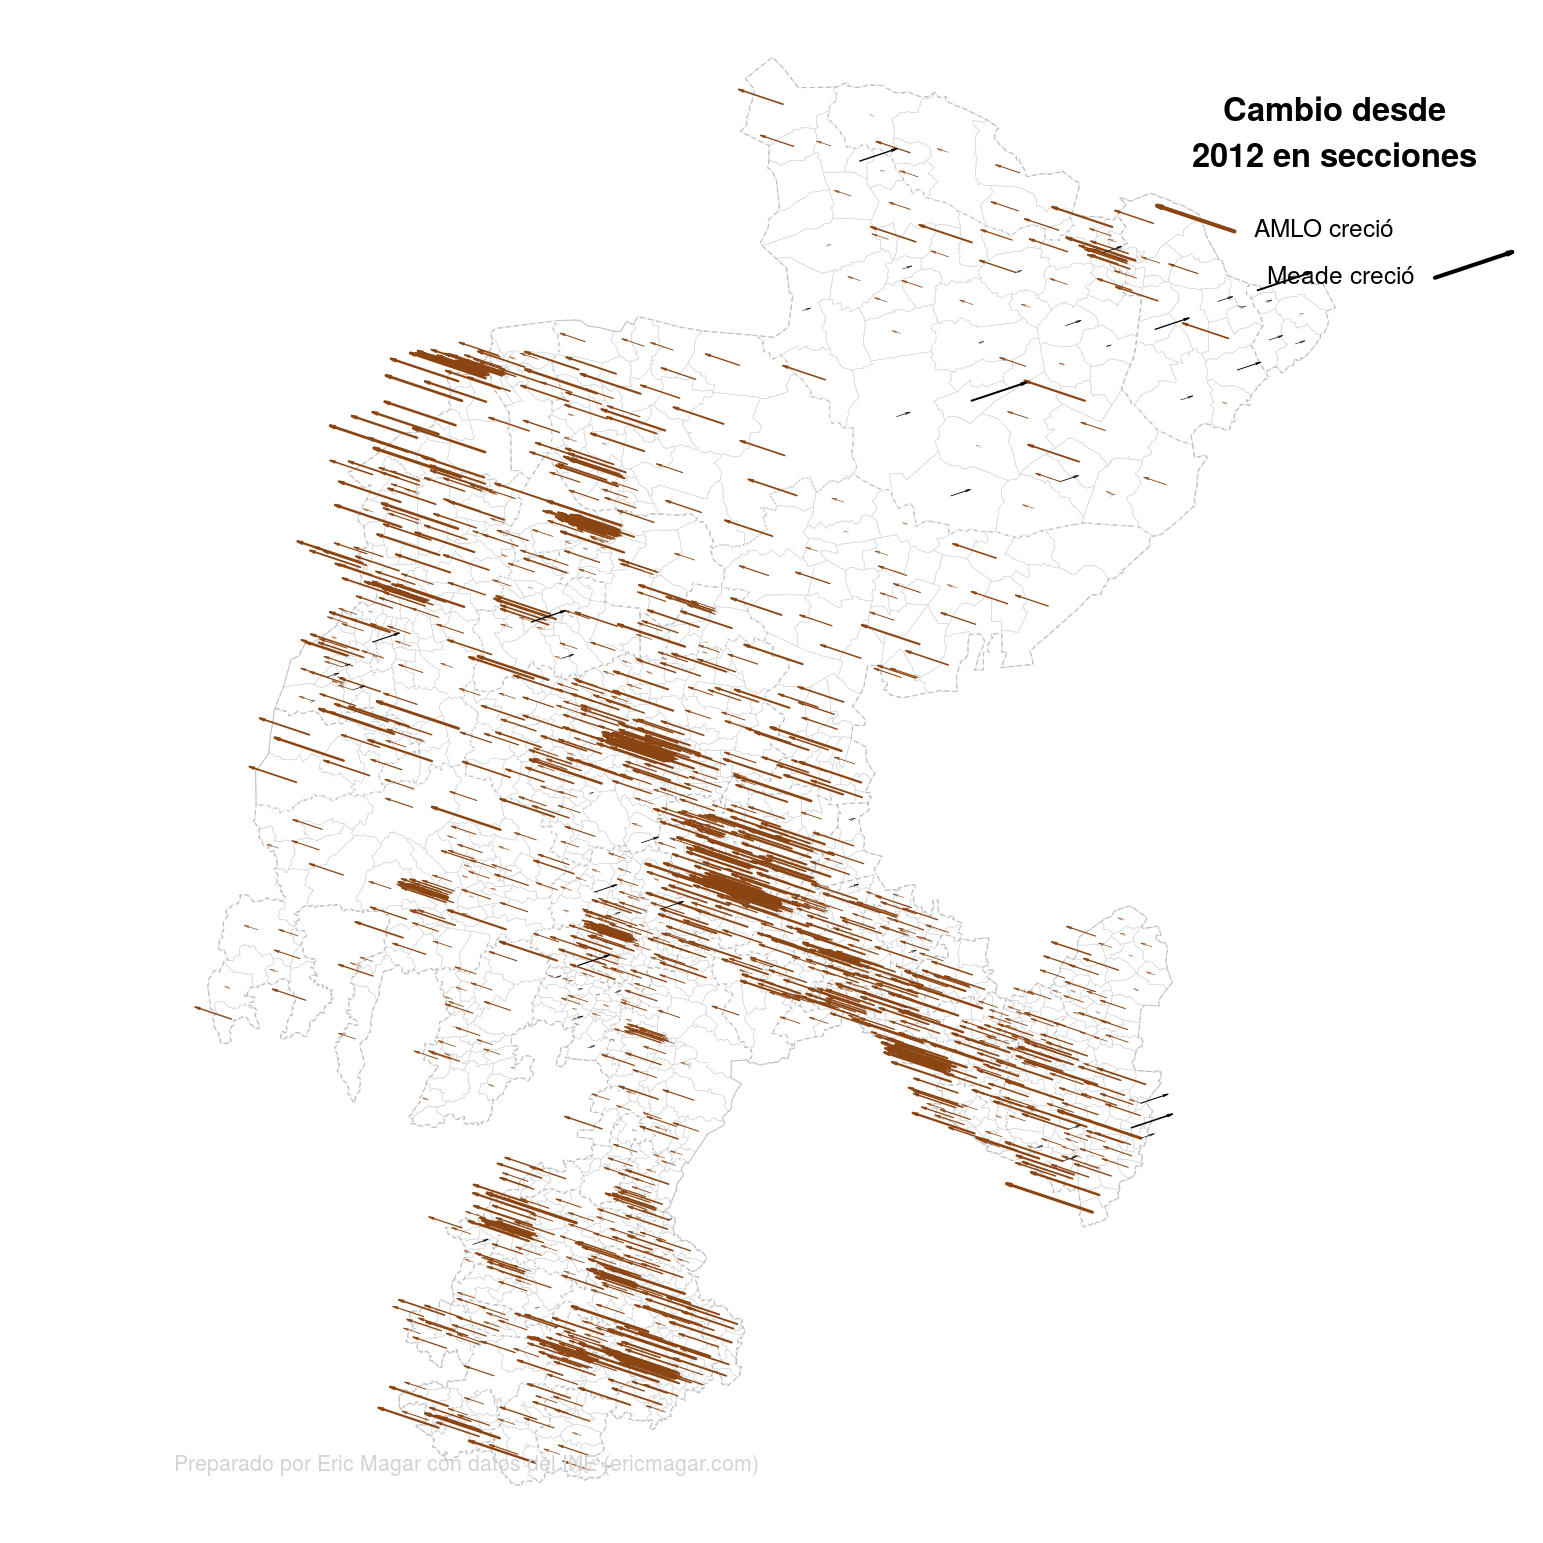 Cambio desde
2012 en secciones
AMLO creció
Meade creció
Preparado por Eric Magar con datos del INE (ericmagar.com)